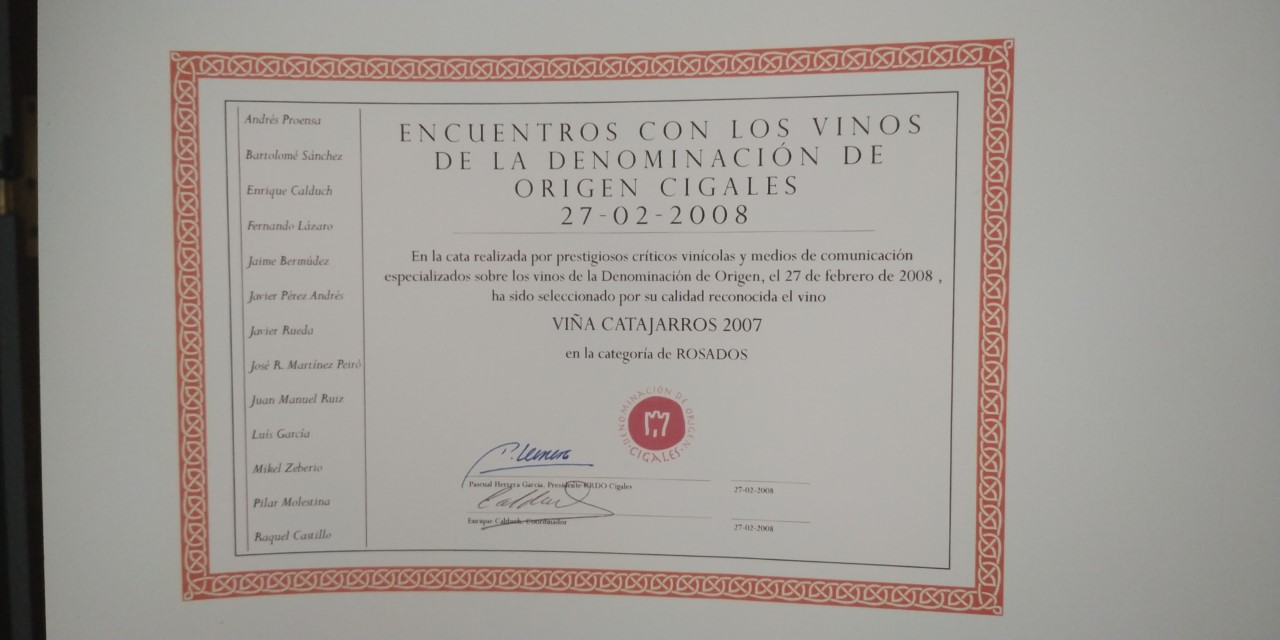 Andrés Proensa
Bartolomé Sánchez
Enrique Calduch
Fernando Lázaro
Jaime Bermúdez
Javier Pérez Andrés
Javier Rueda
José R. Martínez Peiró
Juan Manuel Ruiz
Luis García
Mikel Zeberio
Pilar Molestina
Raquel Castillo
ENCUENTROS CON LOS VINOS
DE LA DENOMINACIÓN DE
ORIGEN CIGALES
27-02-2008
En la cata realizada por prestigiosos críticos vinícolas y medios de comunicación
especializados sobre los vinos de la Denominación de Origen, el 27 de febrero de 2008 ,
ha sido seleccionado por su calidad reconocida el vino
VIÑA CATAJARROS 2007
en la categoría de ROSADOS
DENOMINACIÓN DE ORIGEN
·CIGALES·
Pascual Herrera García, Presidente CRDO Cigales
27-02-2008
Calduch
Enrique Calduch, Coordinador
27-02-2008